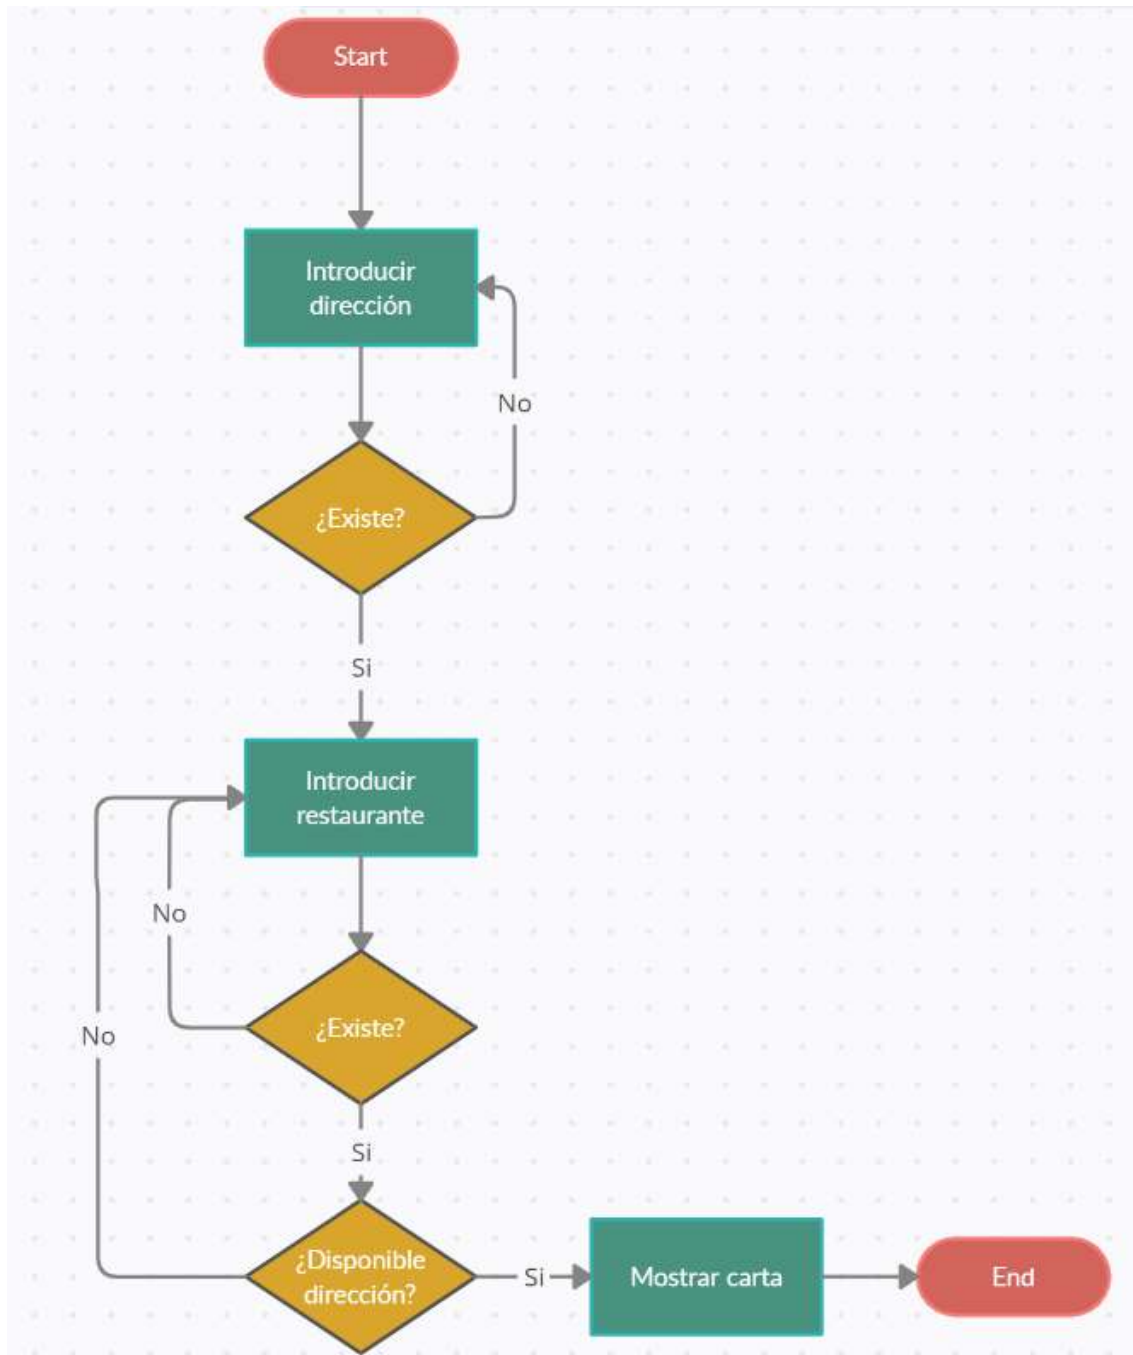 Start
Introducir
dirección
No
¿Existe?
Si
Introducir
restaurante
No
¿Existe?
No
Si
¿Disponible
dirección?
Si
Mostrar carta
End